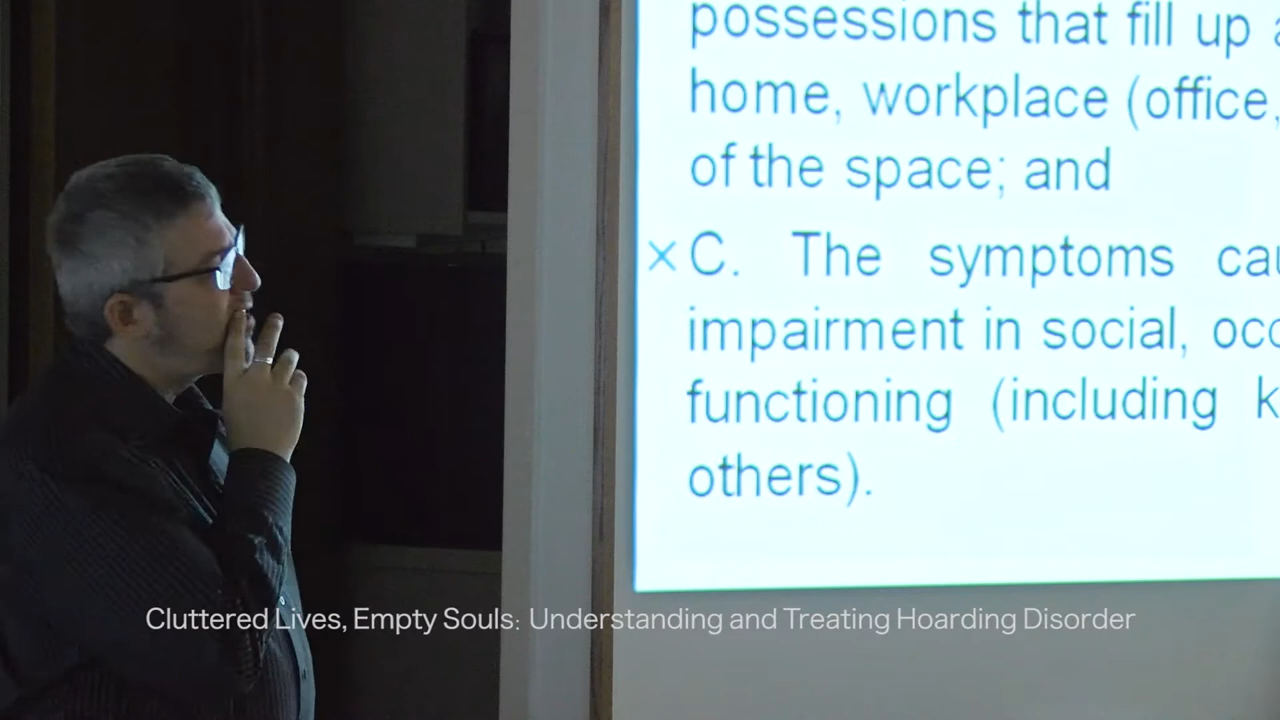 possessions that fill up
home, workplace (office,
of the space; and
×C. The symptoms
impairment in social,
functioning (including
others).
Cluttered Lives, Empty Souls: Understanding and Treating Hoarding Disorder